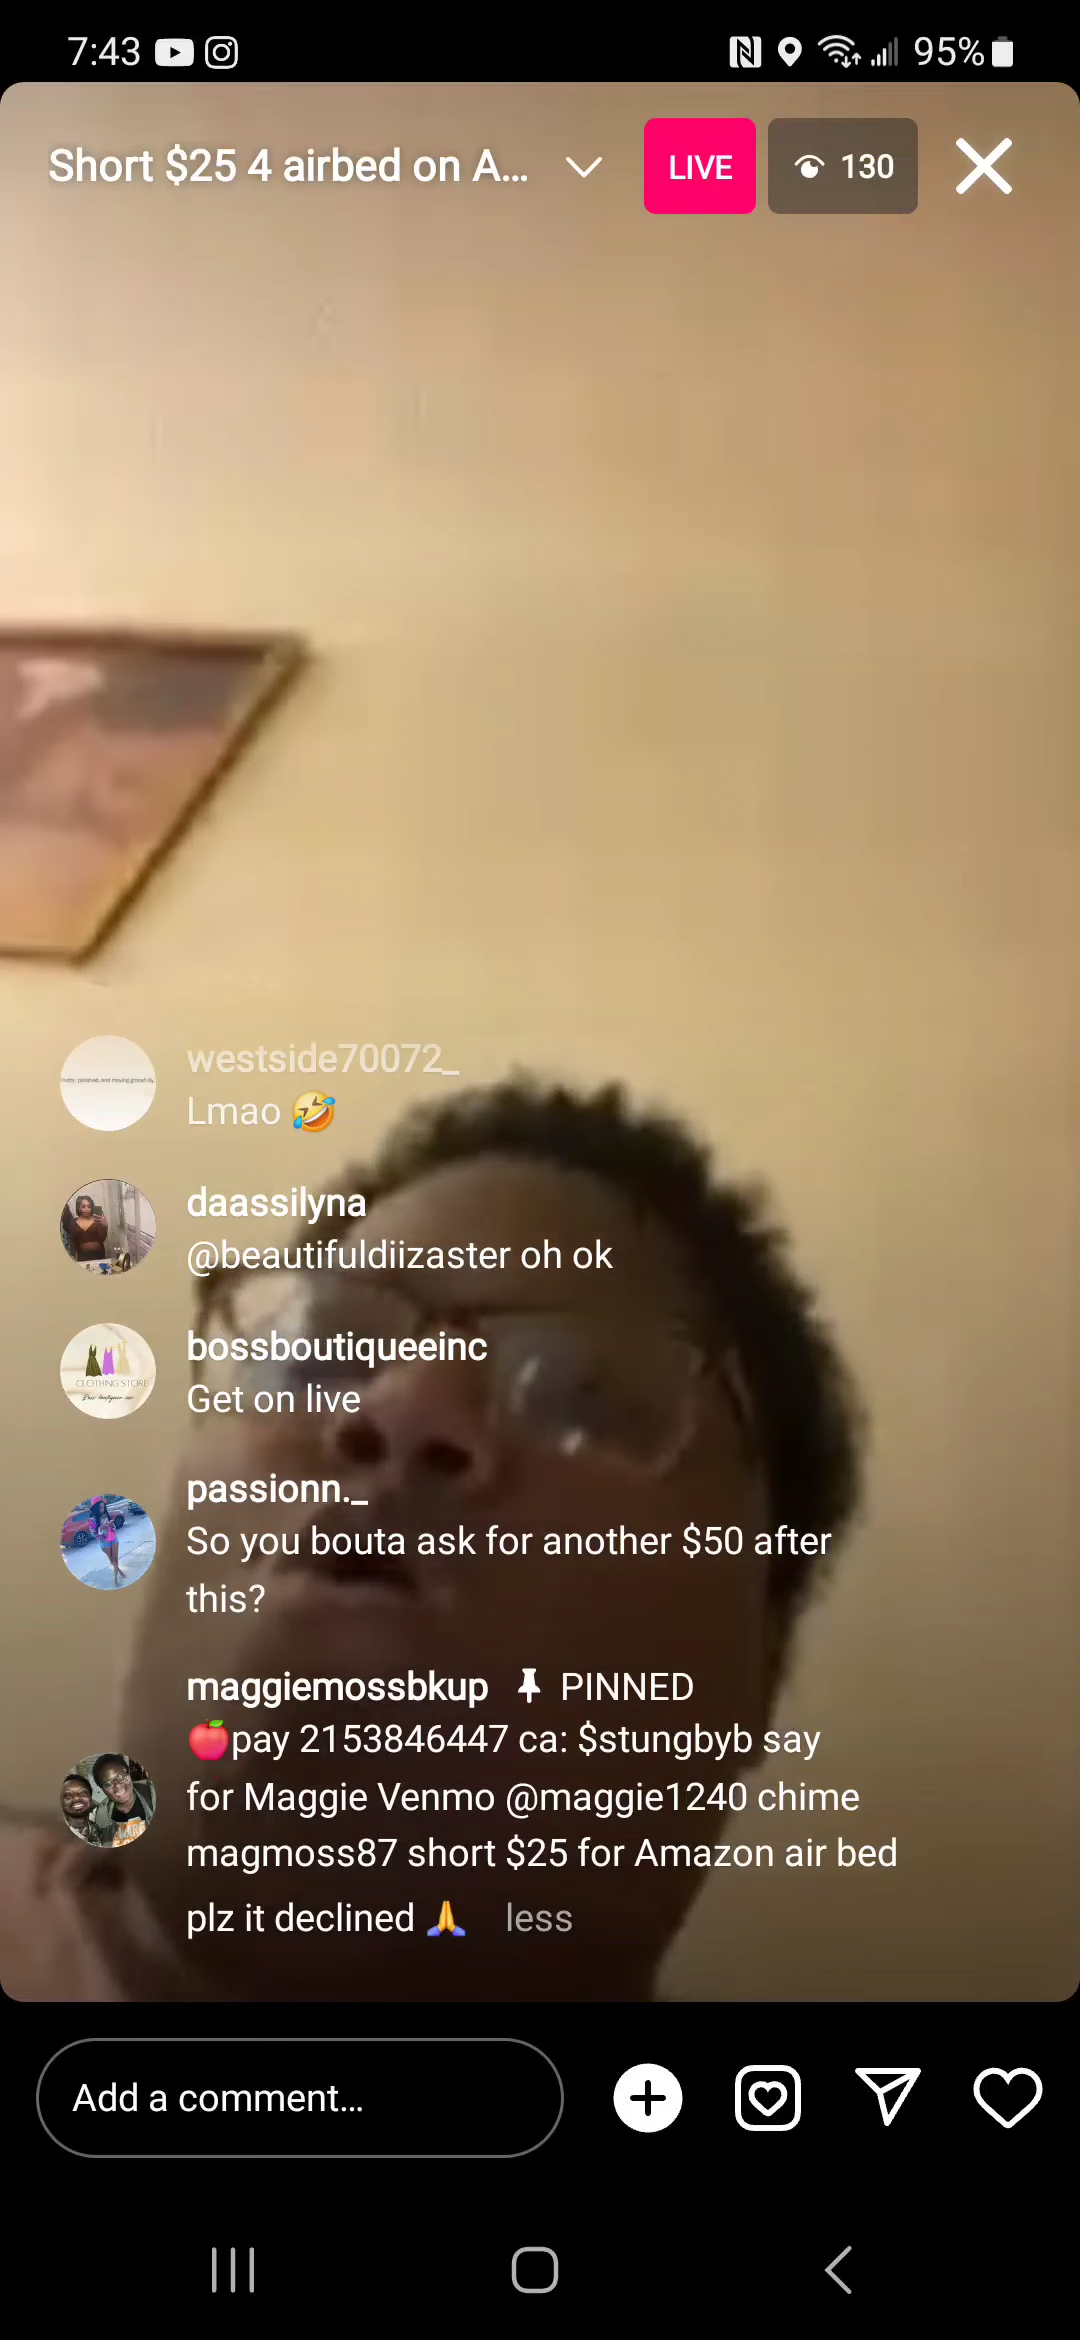 7:43
95%
Short $25 4 airbed on A...
LIVE
130
westside70072_
Lmao 🤣
daassilyna
@beautifuldiizaster oh ok
CLOTHING STORE
bossboutiqueeinc
Get on live
passionn._
So you bouta ask for another $50 after
this?
maggiemossbkup 📌 PINNED
🍎pay 2153846447 ca: $stungbyb say
for Maggie Venmo @maggie1240 chime
magmoss87 short $25 for Amazon air bed
plz it declined 🙏 less
Add a comment...